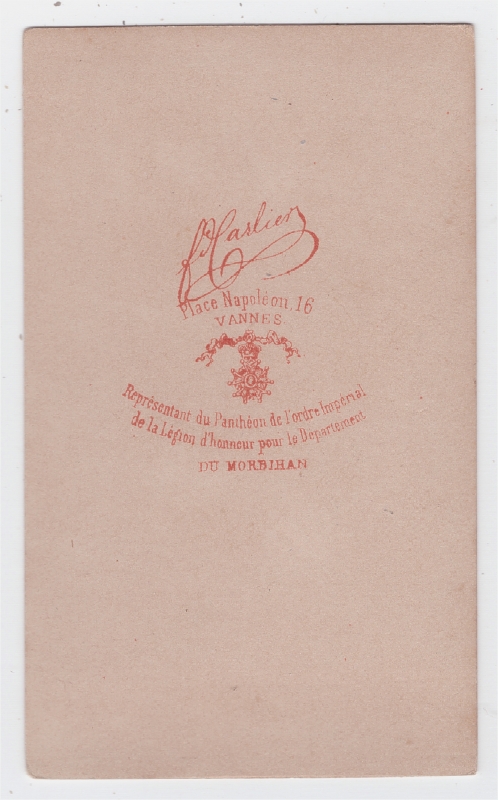 fd Carlier
Place Napoléon, 16
VANNES
Représentant du Panthéon de l'ordre Impérial
de la Légion d'honneur pour le Département
DU MORBIHAN